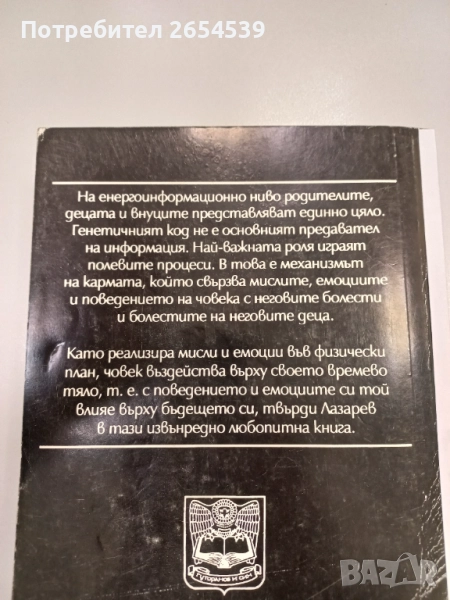 Потребител 2654539
На енергоинформационно ниво родителите,
децата и внуците представляват единно цяло.
Генетичният код не е основният предавател
на информация. Най-важната роля играят
полевите процеси. В това е механизмът
на кармата, който свързва мислите, емоциите
и поведението на човека с неговите болести
и болестите на неговите деца.
Като реализира мисли и емоции във физически
план, човек въздейства върху своето времево
тяло, т. е. с поведението и емоциите си той
влияе върху бъдещето си, твърди Лазарев
в тази извънредно любопитна книга.
ГУТОРАНОВ И СИН
BAZAR